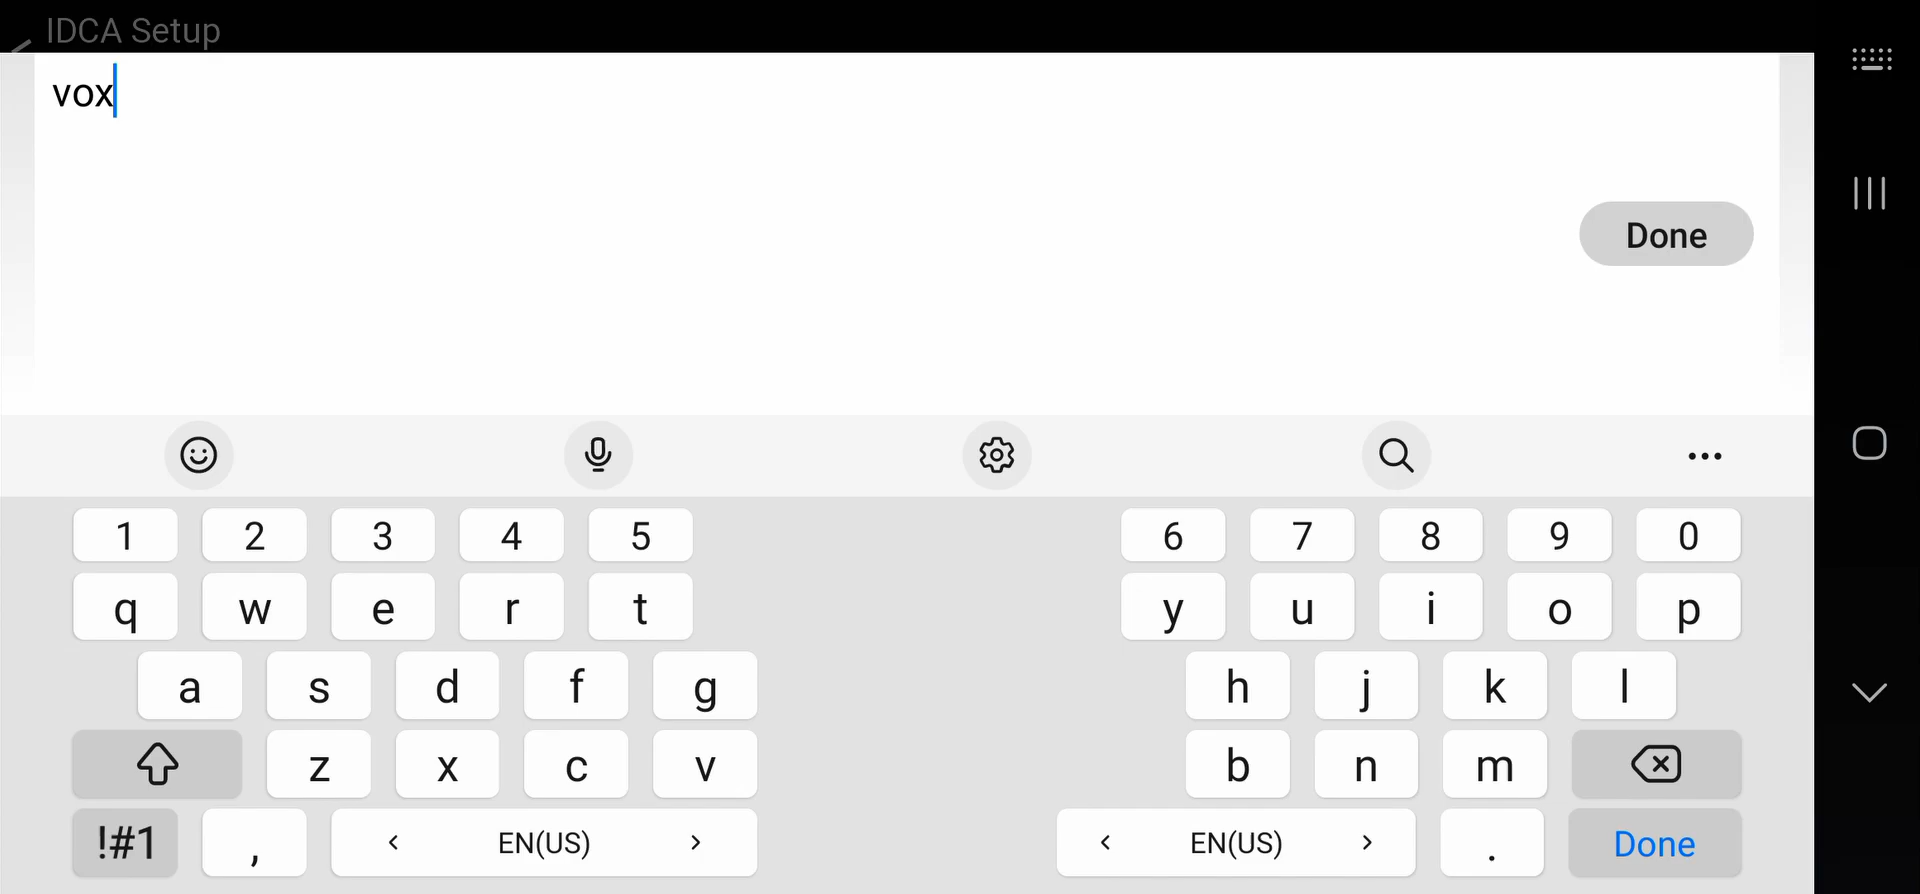 IDCA Setup
vox
Done
1 2 3 4 5 6 7 8 9 0
q w e r t y u i o p
a s d f g h j k l
z x c v b n m
!#1 , < EN(US) > < EN(US) > . Done